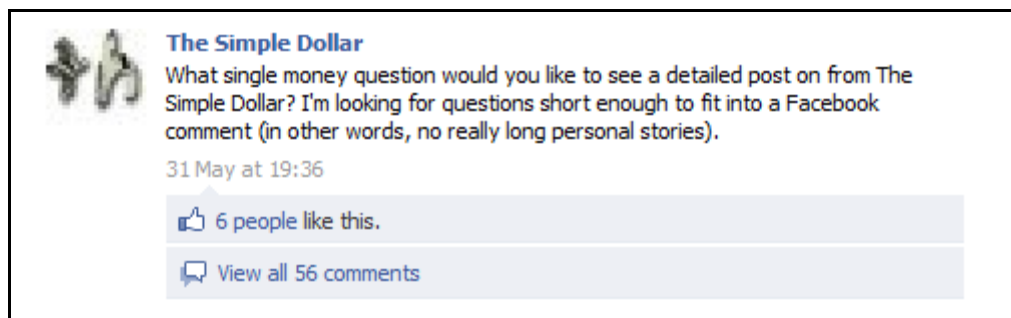 The Simple Dollar
What single money question would you like to see a detailed post on from The
Simple Dollar? I'm looking for questions short enough to fit into a Facebook
comment (in other words, no really long personal stories).
31 May at 19:36
6 people like this.
View all 56 comments